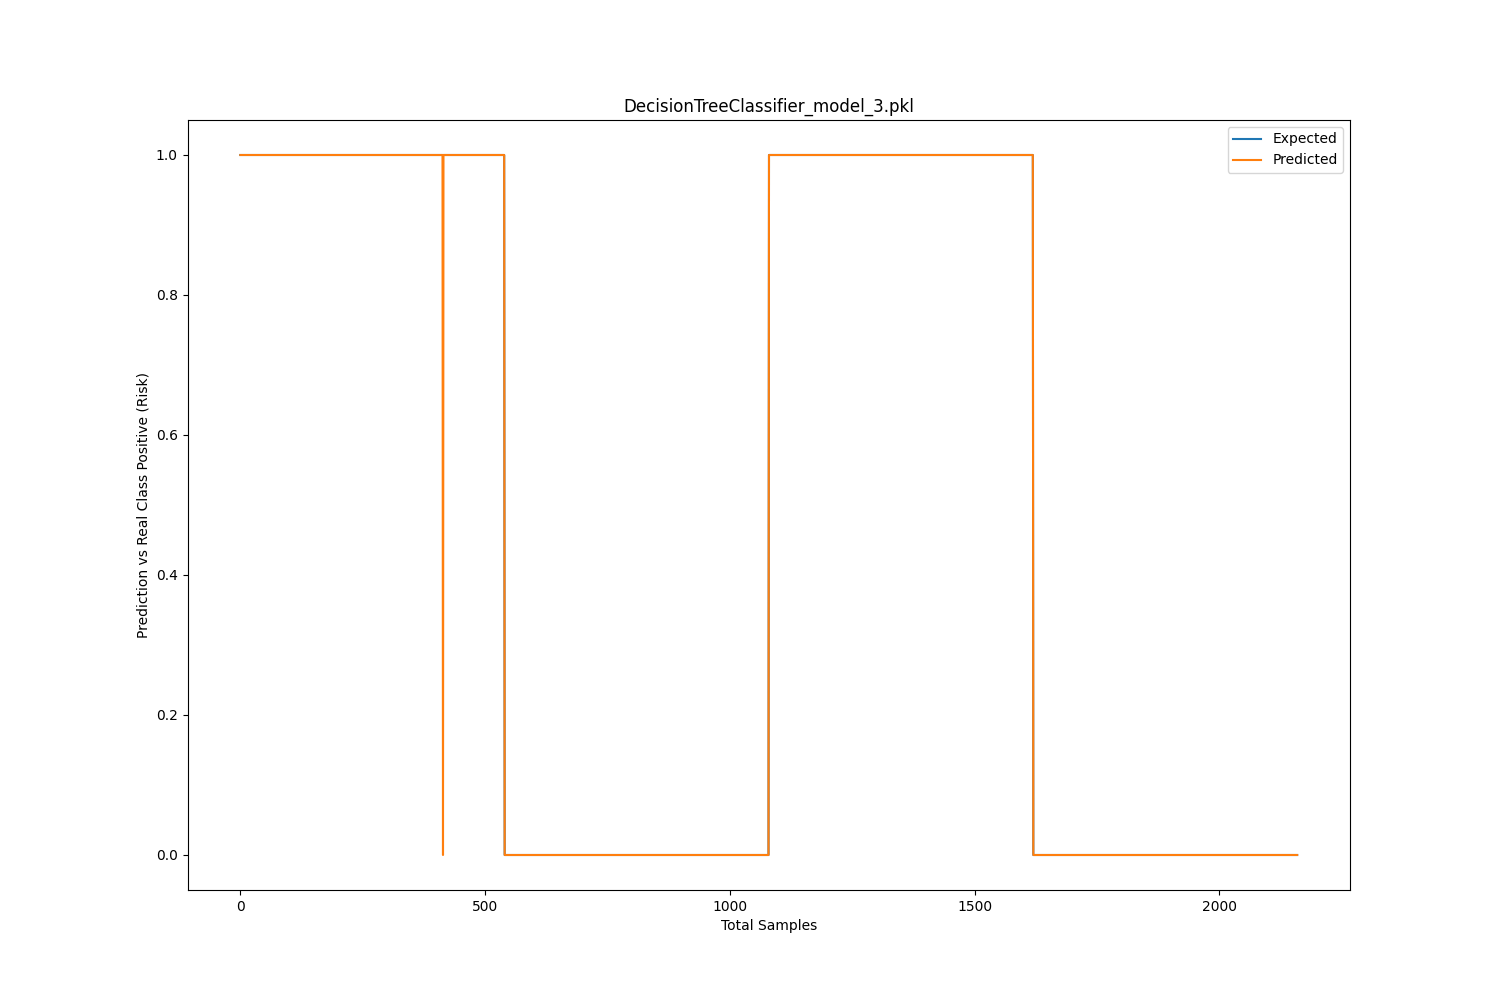 DecisionTreeClassifier_model_3.pkl
Expected
Predicted
1.0
0.8
0.6
0.4
0.2
0.0
Prediction vs Real Class Positive (Risk)
0 500 1000 1500 2000
Total Samples